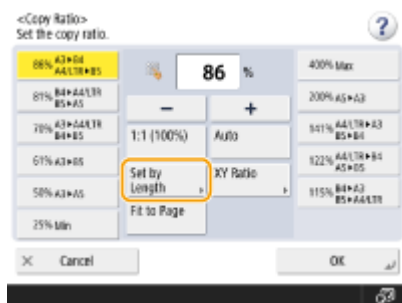 <Copy Ratio>
Set the copy ratio.
?
86% A3▶B4
A4/LTR▶B5
81% B4▶A4/LTR
B5▶A5
70% A3▶A4/LTR
B4▶B5
61% A3▶B5
50% A3▶A5
25% Min
86 %
−
+
1:1 (100%)
Auto
Set by
Length
XY Ratio
Fit to Page
400% Max
200% A5▶A3
141% A4/LTR▶A3
B5▶B4
122% A4/LTR▶B4
A5▶B5
115% B4▶A3
B5▶A4/LTR
× Cancel
OK